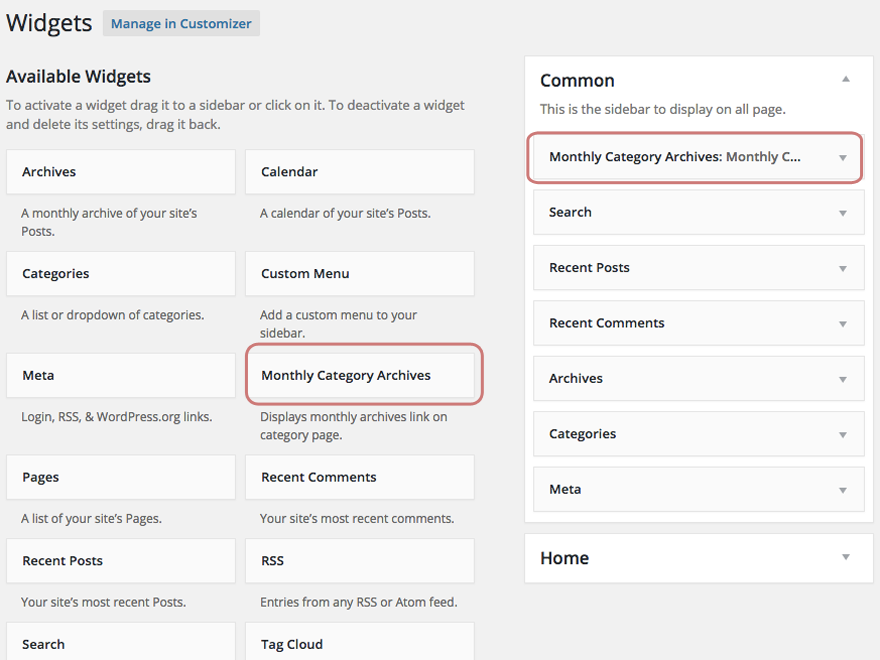 Widgets Manage in Customizer
Available Widgets
To activate a widget drag it to a sidebar or click on it. To deactivate a widget
and delete its settings, drag it back.
Archives
A monthly archive of your site's
Posts.
Calendar
A calendar of your site's Posts.
Categories
A list or dropdown of categories.
Custom Menu
Add a custom menu to your
sidebar.
Meta
Login, RSS, & WordPress.org links.
Monthly Category Archives
Displays monthly archives link on
category page.
Pages
A list of your site's Pages.
Recent Comments
Your site's most recent comments.
Recent Posts
Your site's most recent Posts.
RSS
Entries from any RSS or Atom feed.
Search
Tag Cloud
Common
This is the sidebar to display on all page.
Monthly Category Archives: Monthly C...
Search
Recent Posts
Recent Comments
Archives
Categories
Meta
Home